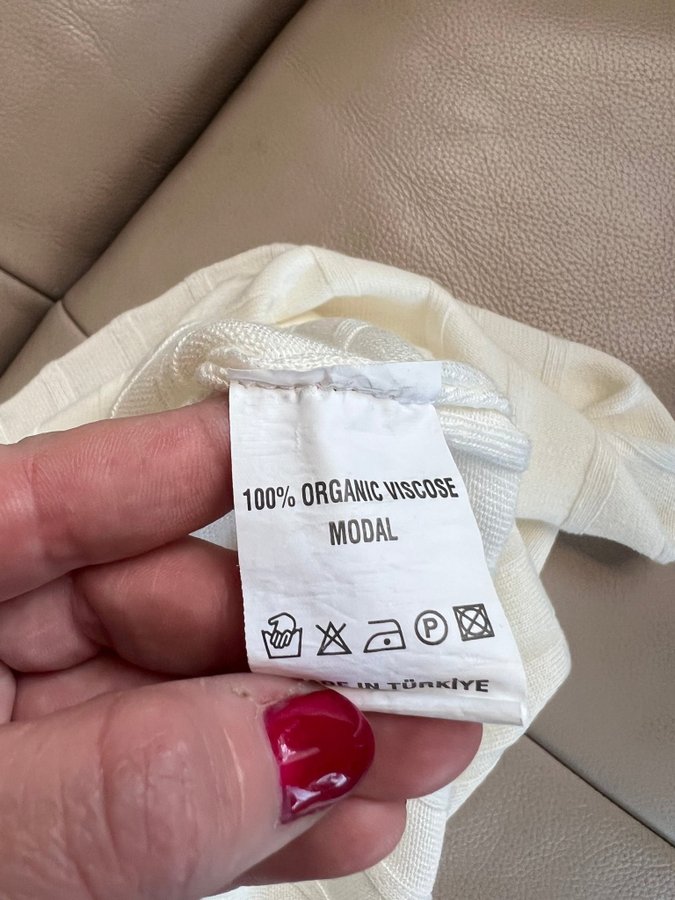 100% ORGANIC VISCOSE
MODAL
P
IN TÜRKİYE